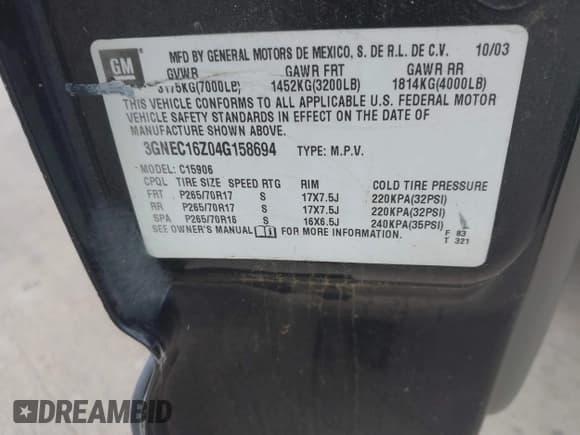 GM
MFD BY GENERAL MOTORS DE MEXICO, S. DE R.L. DE C.V. 10/03
GVWR GAWR FRT GAWR RR
3175KG(7000LB) 1452KG(3200LB) 1814KG(4000LB)
THIS VEHICLE CONFORMS TO ALL APPLICABLE U.S. FEDERAL MOTOR
VEHICLE SAFETY STANDARDS IN EFFECT ON THE DATE OF
MANUFACTURE SHOWN ABOVE.
3GNEC16Z04G158694 TYPE: M.P.V.
MODEL: C15906
CPQL TIRE SIZE SPEED RTG RIM COLD TIRE PRESSURE
FRT P265/70R17 S 17X7.5J 220KPA(32PSI)
RR P265/70R17 S 17X7.5J 220KPA(32PSI)
SPA P265/70R16 S 16X6.5J 240KPA(35PSI)
SEE OWNER'S MANUAL FOR MORE INFORMATION.
F 83
T 321
DREAMBID